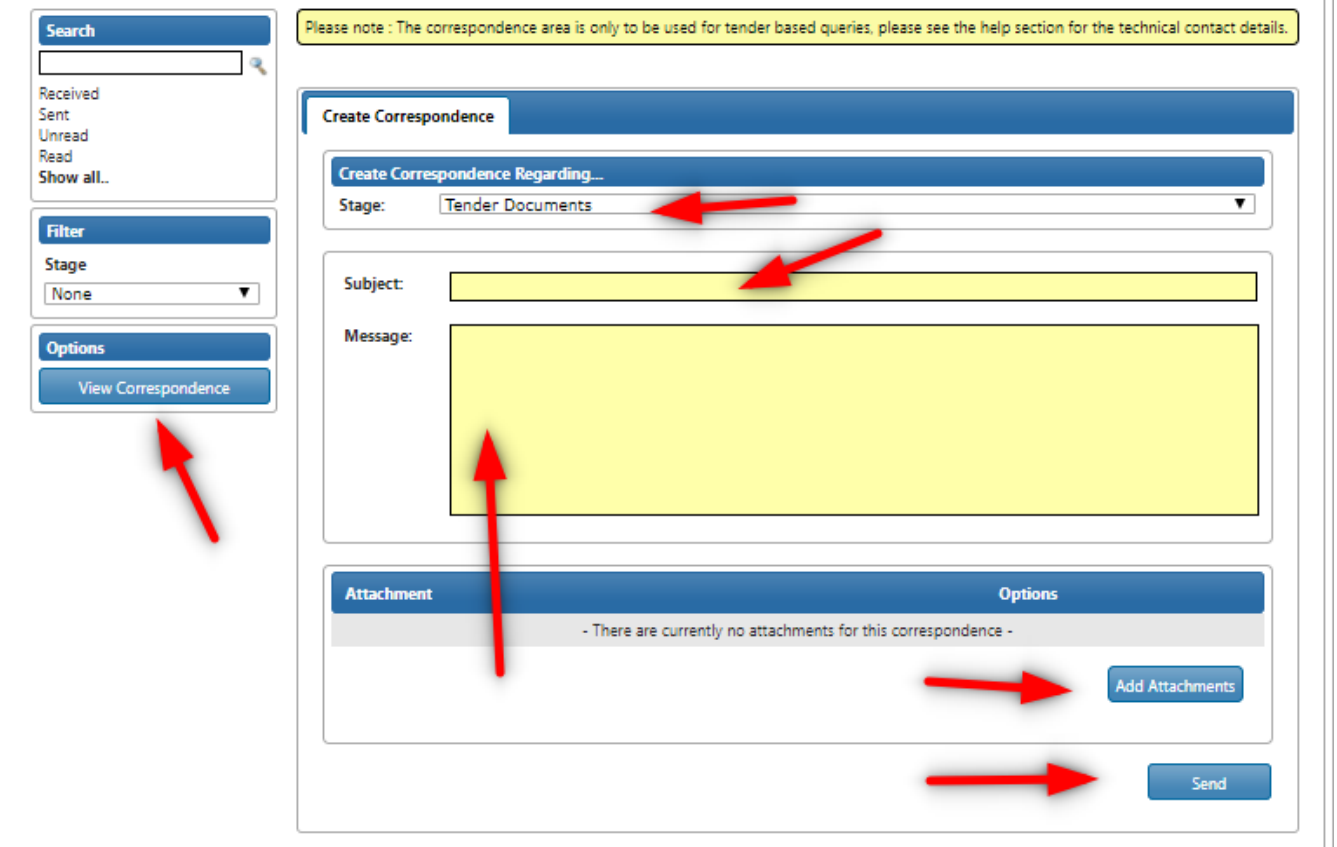 Search
Received
Sent
Unread
Read
Show all..
Filter
Stage
None
Options
View Correspondence
Please note : The correspondence area is only to be used for tender based queries, please see the help section for the technical contact details.
Create Correspondence
Create Correspondence Regarding...
Stage: Tender Documents
Subject:
Message:
Attachment Options
- There are currently no attachments for this correspondence -
Add Attachments
Send